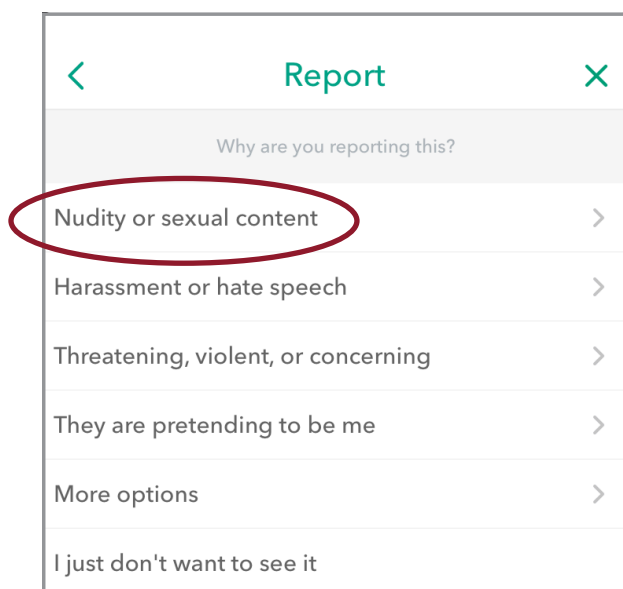 Report
Why are you reporting this?
Nudity or sexual content
Harassment or hate speech
Threatening, violent, or concerning
They are pretending to be me
More options
I just don't want to see it